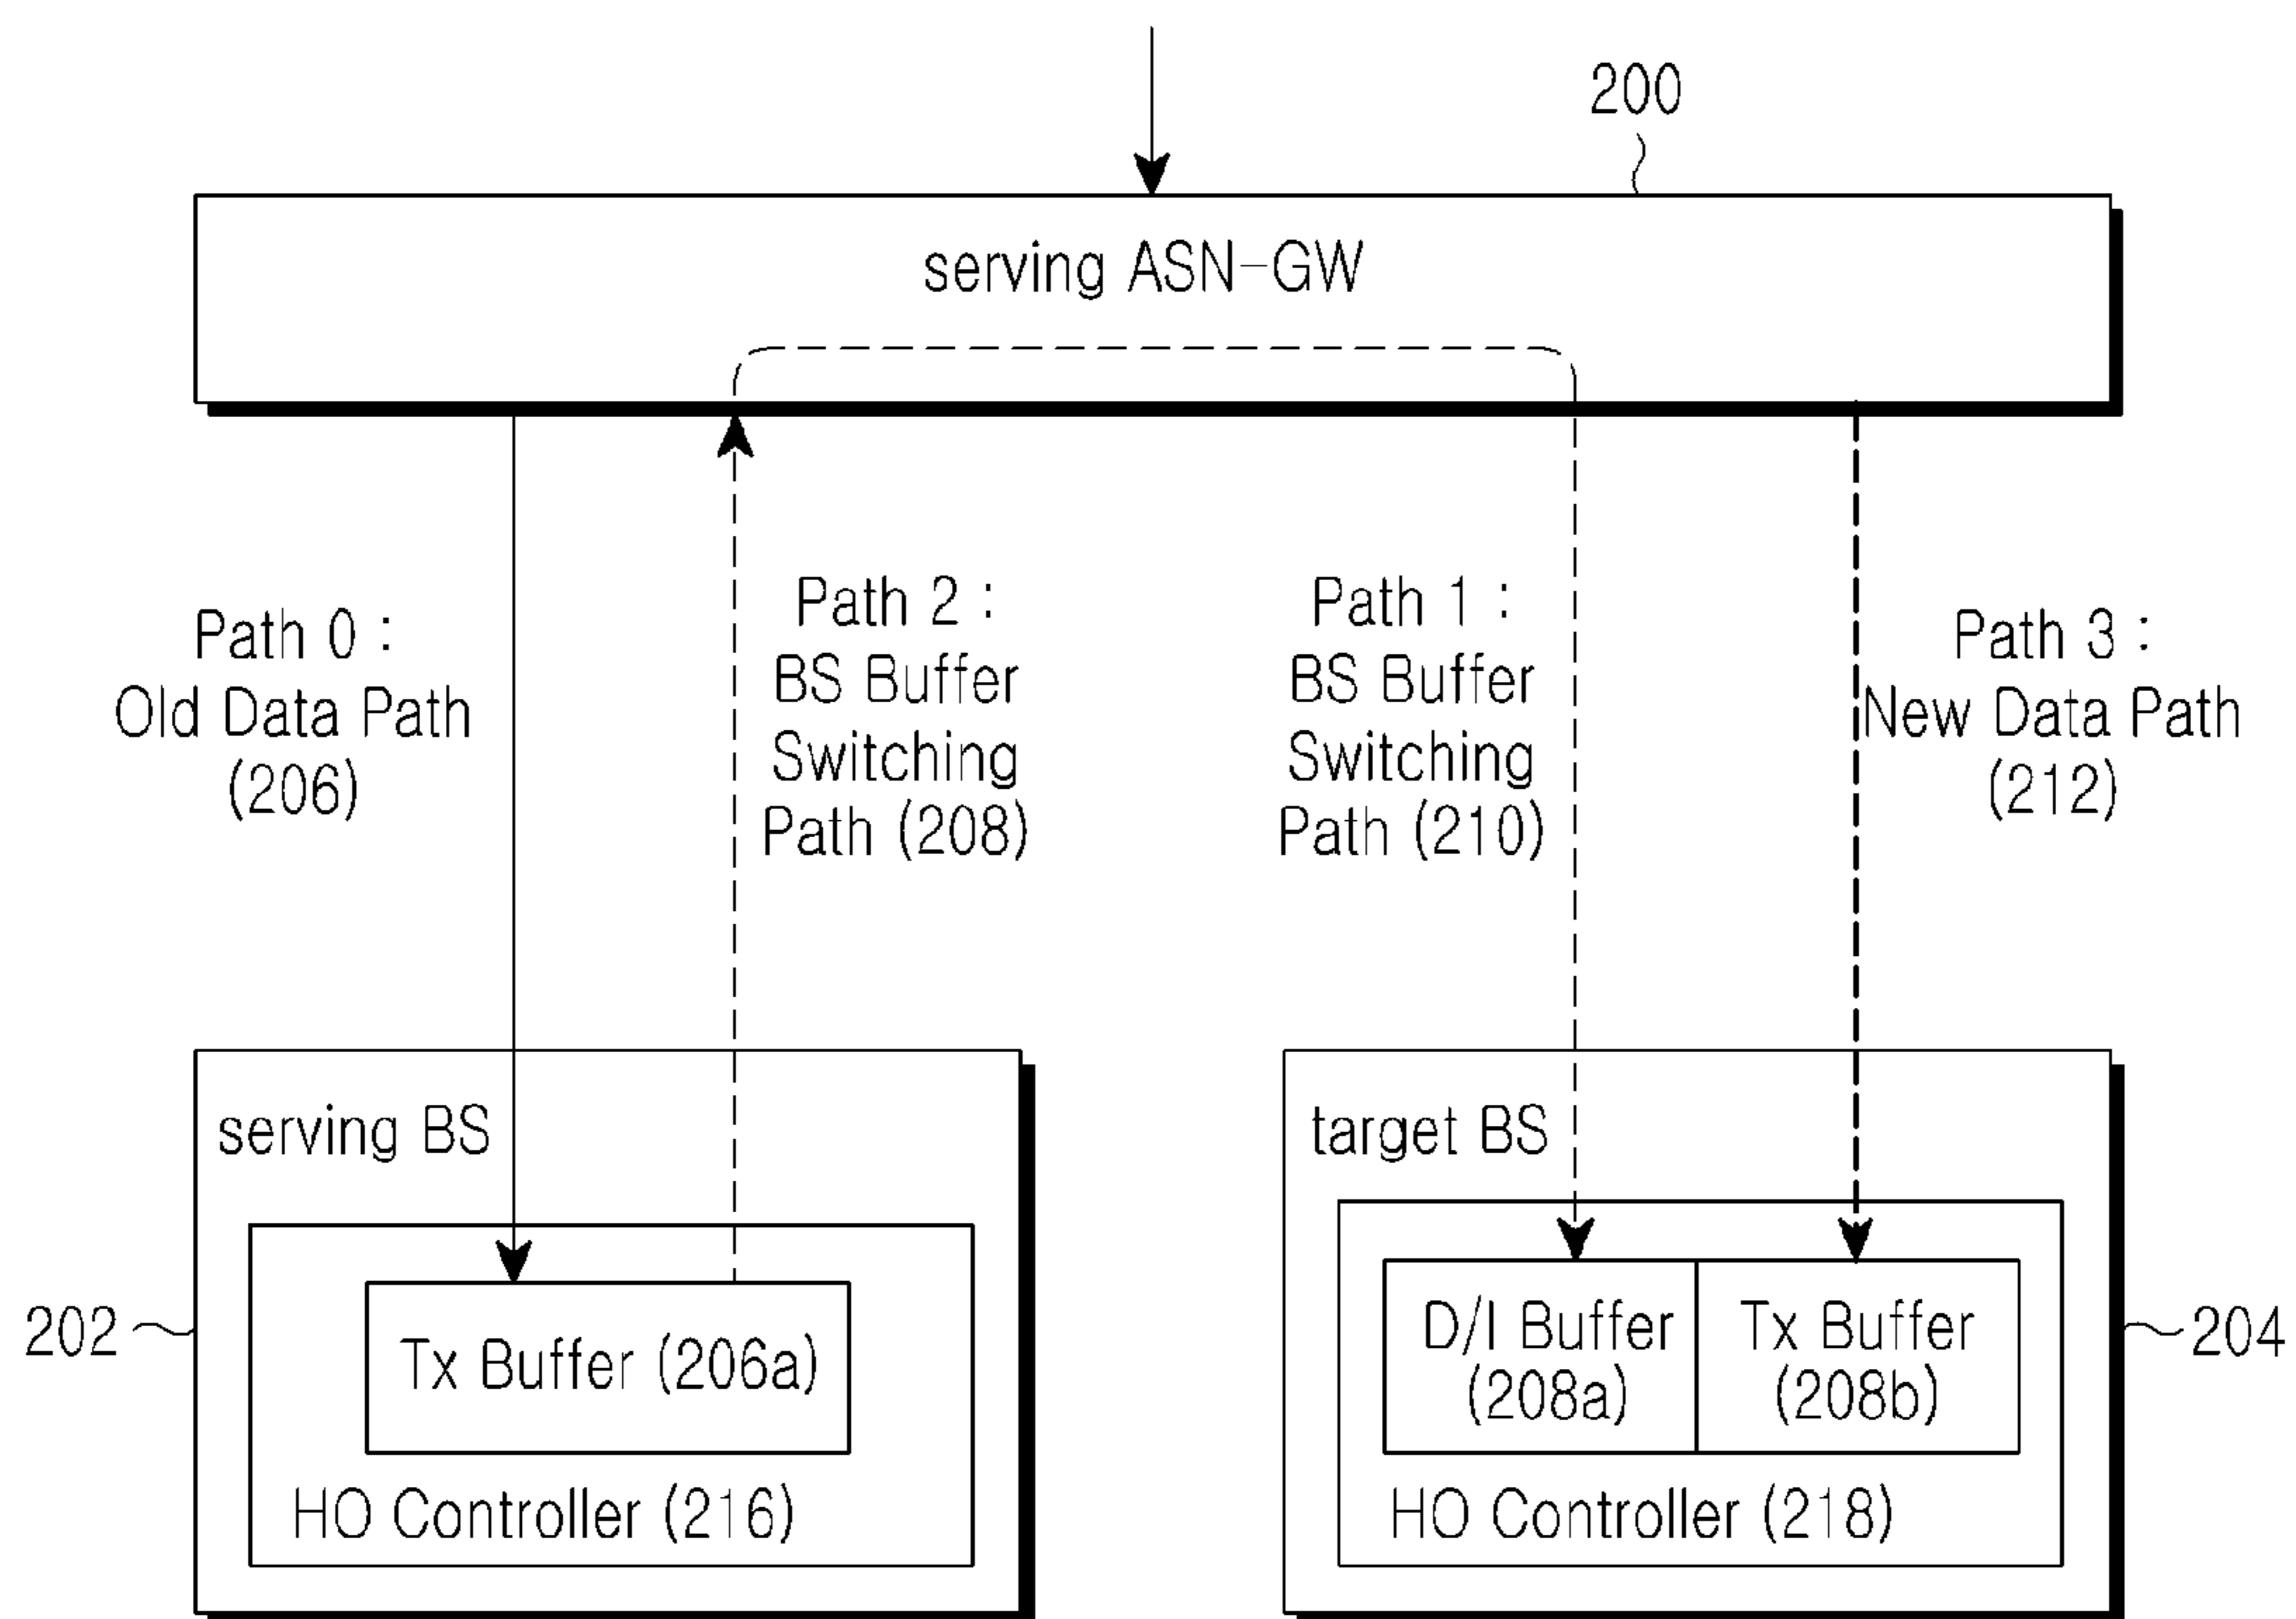 200
serving ASN-GW
Path 0 :
Old Data Path
(206)
Path 2 :
BS Buffer
Switching
Path (208)
Path 1 :
BS Buffer
Switching
Path (210)
Path 3 :
New Data Path
(212)
serving BS
202
Tx Buffer (206a)
HO Controller (216)
target BS
D/I Buffer
(208a)
Tx Buffer
(208b)
204
HO Controller (218)